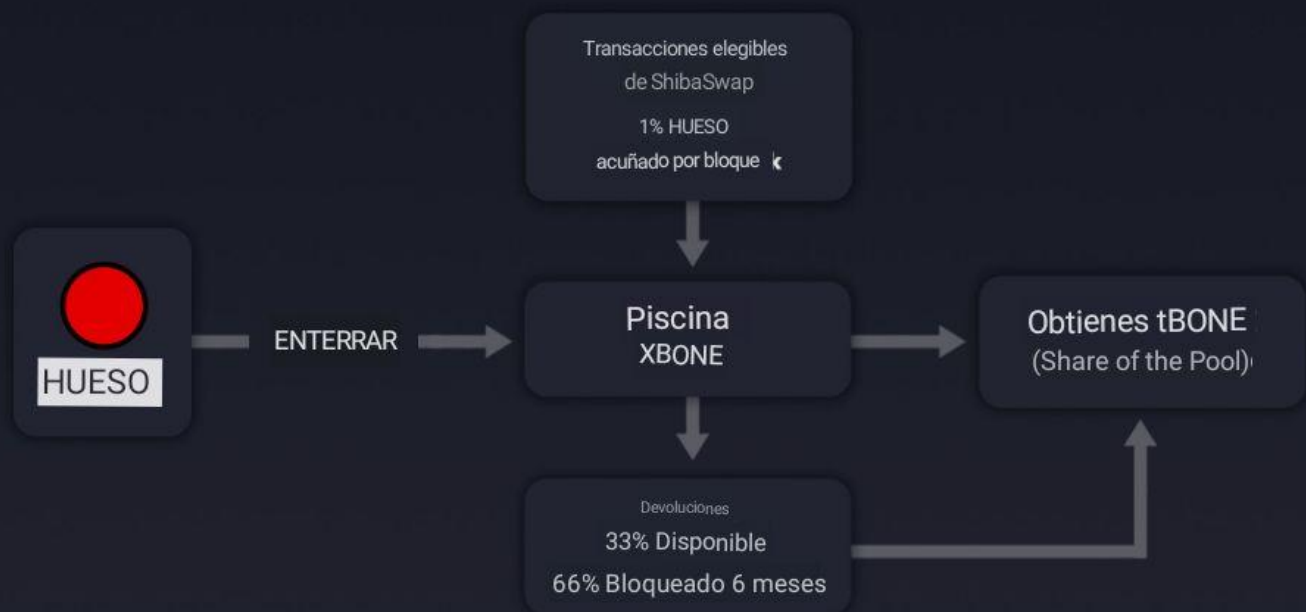 Transacciones elegibles
de ShibaSwap
1% HUESO
acuñado por bloque k
HUESO
ENTERRAR
Piscina
XBONE
Obtienes tBONE
(Share of the Pool)
Devoluciones
33% Disponible
66% Bloqueado 6 meses